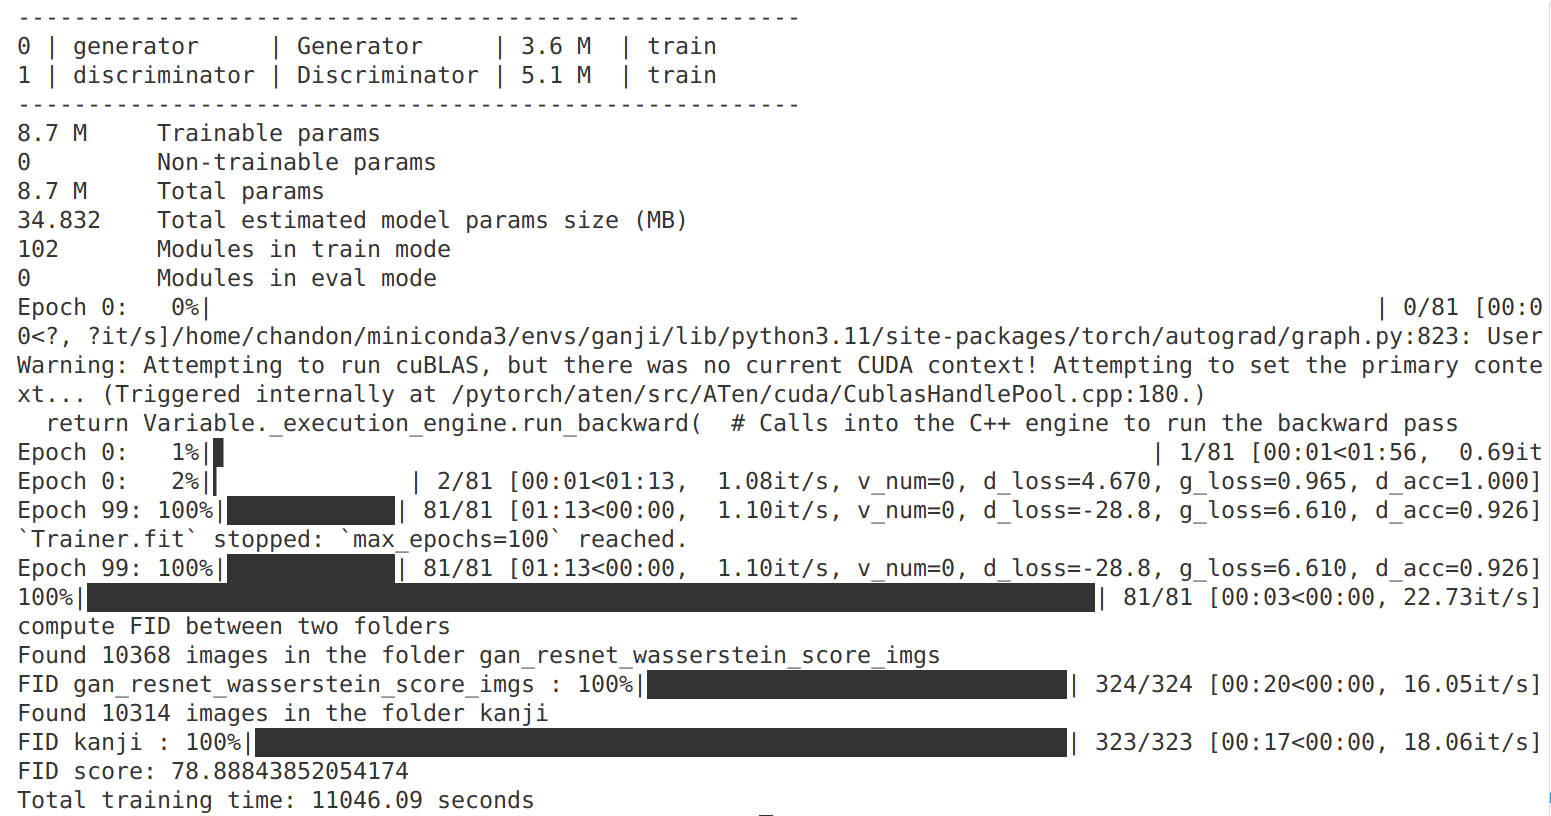 ---------------------------------------------------------
0 | generator     | Generator     | 3.6 M  | train
1 | discriminator | Discriminator | 5.1 M  | train
---------------------------------------------------------
8.7 M     Trainable params
0         Non-trainable params
8.7 M     Total params
34.832    Total estimated model params size (MB)
102       Modules in train mode
0         Modules in eval mode
Epoch 0:   0%|                                                                                   | 0/81 [00:0
0<?, ?it/s]/home/chandon/miniconda3/envs/ganji/lib/python3.11/site-packages/torch/autograd/graph.py:823: User
Warning: Attempting to run cuBLAS, but there was no current CUDA context! Attempting to set the primary conte
xt... (Triggered internally at /pytorch/aten/src/ATen/cuda/CublasHandlePool.cpp:180.)
  return Variable._execution_engine.run_backward(  # Calls into the C++ engine to run the backward pass
Epoch 0:   1%|                                                                   | 1/81 [00:01<01:56,  0.69it
Epoch 0:   2%|              | 2/81 [00:01<01:13,  1.08it/s, v_num=0, d_loss=4.670, g_loss=0.965, d_acc=1.000]
Epoch 99: 100%|            | 81/81 [01:13<00:00,  1.10it/s, v_num=0, d_loss=-28.8, g_loss=6.610, d_acc=0.926]
`Trainer.fit` stopped: `max_epochs=100` reached.
Epoch 99: 100%|            | 81/81 [01:13<00:00,  1.10it/s, v_num=0, d_loss=-28.8, g_loss=6.610, d_acc=0.926]
100%|                                                                        | 81/81 [00:03<00:00, 22.73it/s]
compute FID between two folders
Found 10368 images in the folder gan_resnet_wasserstein_score_imgs
FID gan_resnet_wasserstein_score_imgs : 100%|                              | 324/324 [00:20<00:00, 16.05it/s]
Found 10314 images in the folder kanji
FID kanji : 100%|                                                          | 323/323 [00:17<00:00, 18.06it/s]
FID score: 78.88843852054174
Total training time: 11046.09 seconds